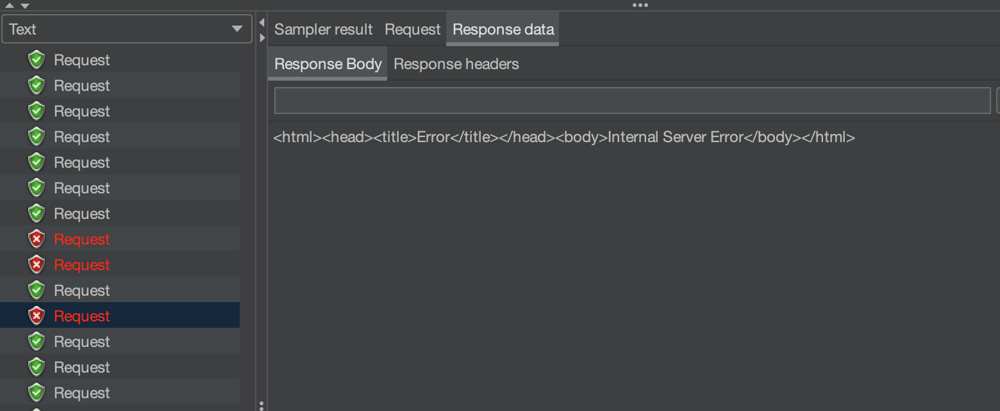 Text
Sampler result Request Response data
Request
Response Body Response headers
Request
Request
Request
<html><head><title>Error</title></head><body>Internal Server Error</body></html>
Request
Request
Request
Request
Request
Request
Request
Request
Request
Request